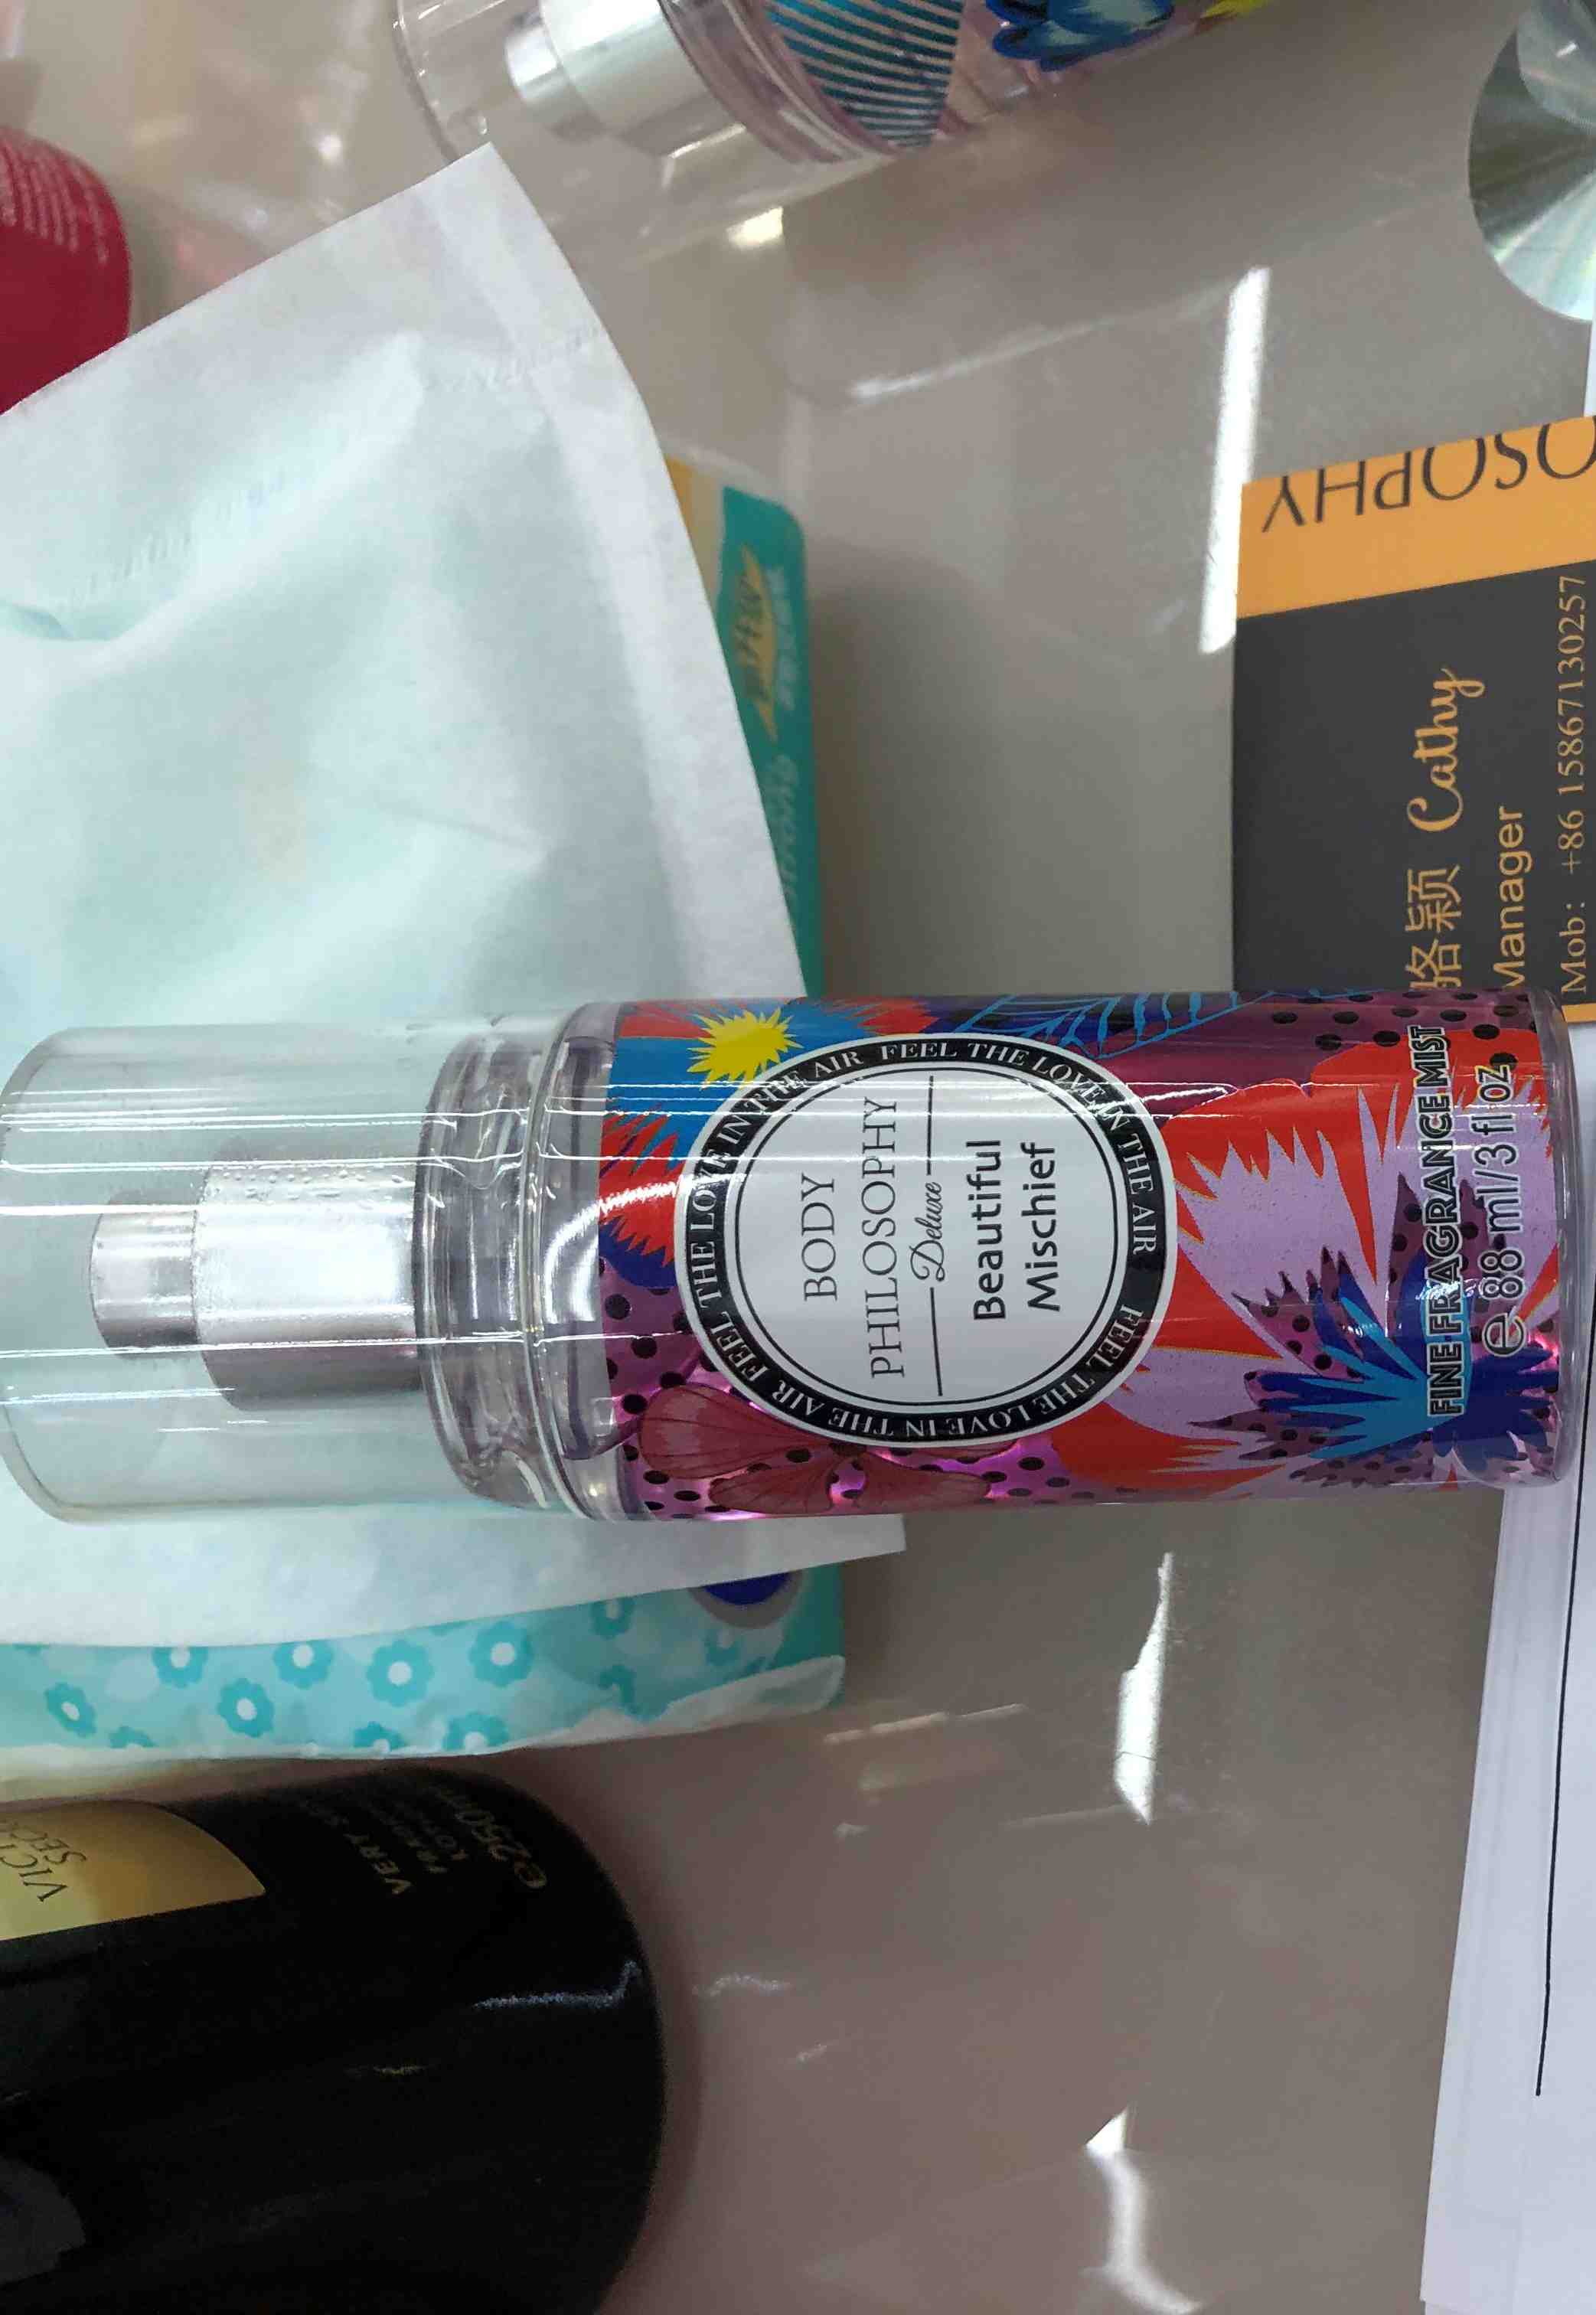 FEEL THE LOVE IN THE AIR FEEL THE LOVE IN THE AIR FEEL THE LOVE IN THE AIR
BODY
PHILOSOPHY
Deluxe
Beautiful
Mischief
FINE FRAGRANCE MIST
e 88 ml/3 fl oz
OSOPHY
骆颖 Cathy
Manager
Mob: +86 15867130257
VERY
e250m